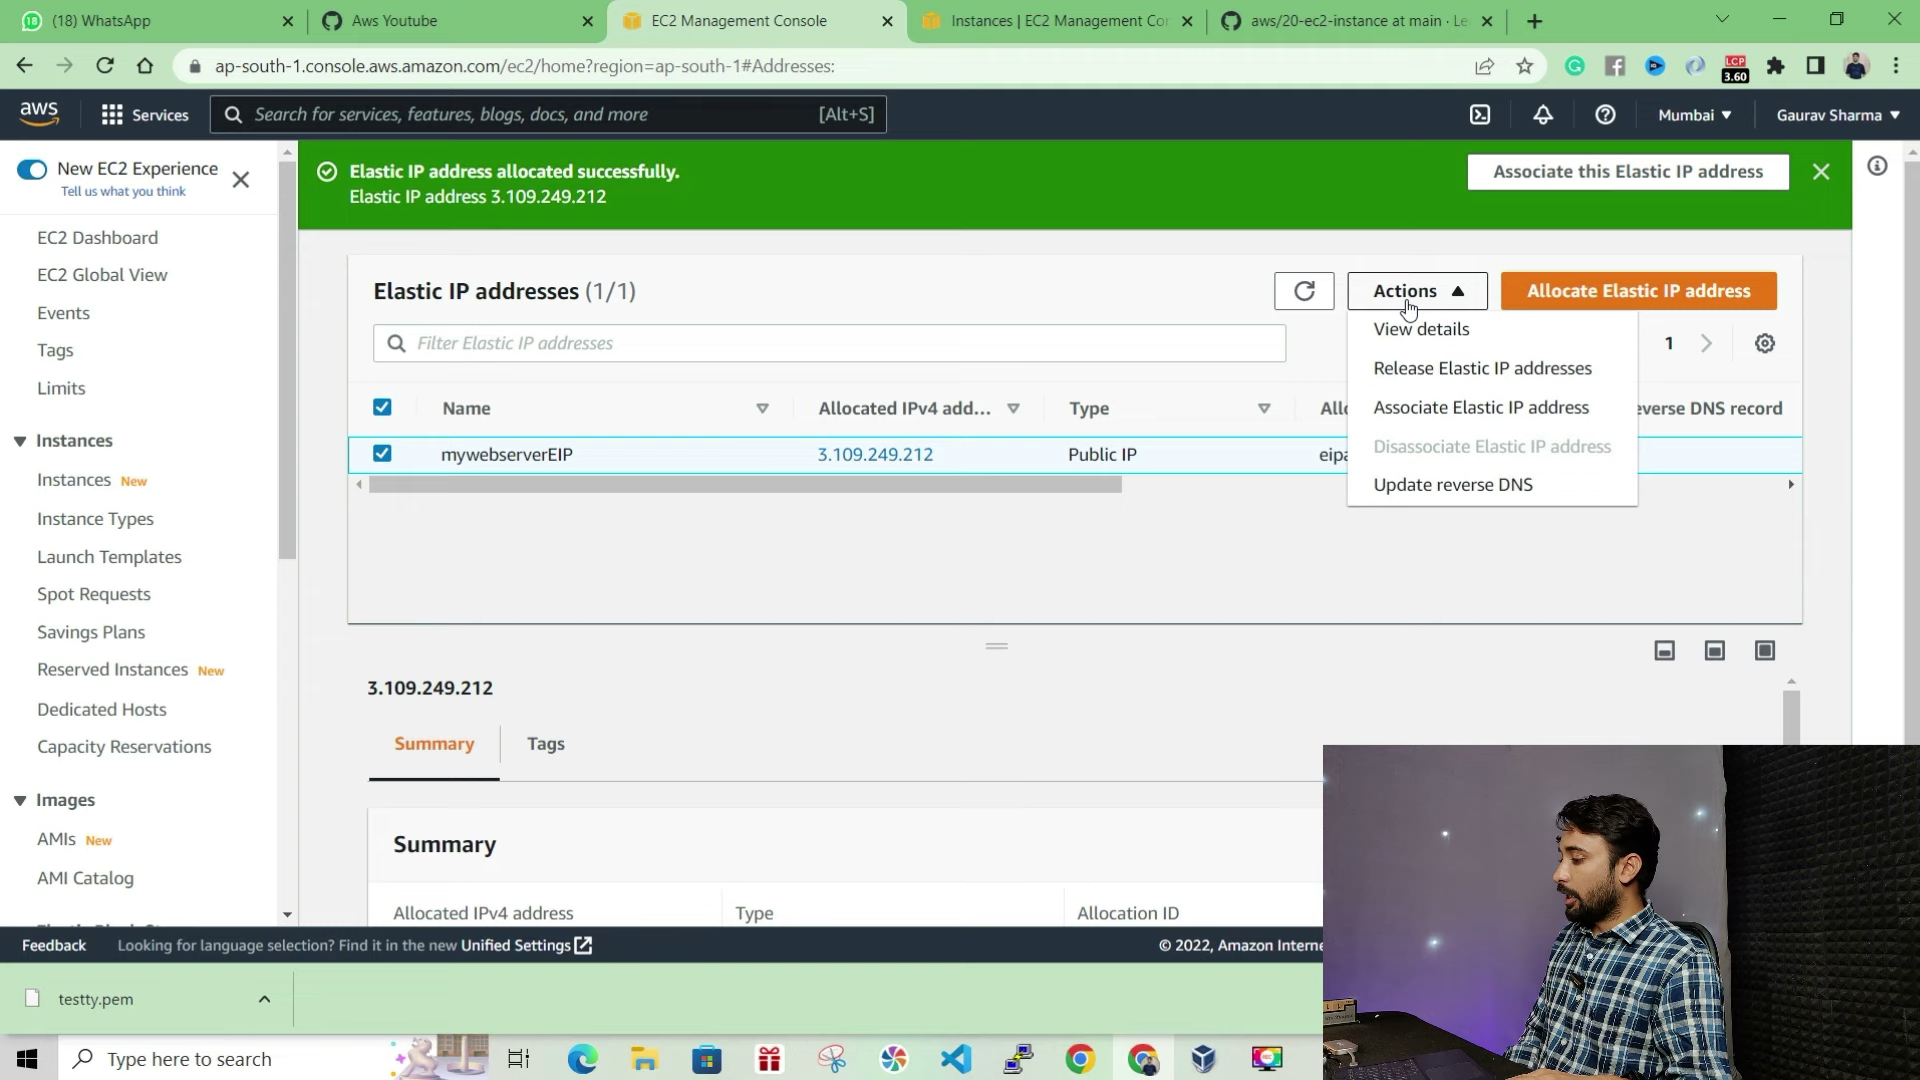 (18) WhatsApp
Aws Youtube
EC2 Management Console
Instances | EC2 Management Con
aws/20-ec2-instance at main · Le
ap-south-1.console.aws.amazon.com/ec2/home?region=ap-south-1#Addresses:
LCP
3.60
aws
Services
Search for services, features, blogs, docs, and more
[Alt+S]
Mumbai
Gaurav Sharma
New EC2 Experience
Tell us what you think
EC2 Dashboard
EC2 Global View
Events
Tags
Limits
Instances
Instances New
Instance Types
Launch Templates
Spot Requests
Savings Plans
Reserved Instances New
Dedicated Hosts
Capacity Reservations
Images
AMIs New
AMI Catalog
Elastic IP address allocated successfully.
Elastic IP address 3.109.249.212
Associate this Elastic IP address
Elastic IP addresses (1/1)
Actions
Allocate Elastic IP address
Filter Elastic IP addresses
1
View details
Release Elastic IP addresses
Associate Elastic IP address
Disassociate Elastic IP address
Update reverse DNS
Name
Allocated IPv4 add...
Type
Allo
everse DNS record
mywebserverEIP
3.109.249.212
Public IP
eipa
3.109.249.212
Summary
Tags
Summary
Allocated IPv4 address
Type
Allocation ID
Feedback
Looking for language selection? Find it in the new Unified Settings
© 2022, Amazon Interne
testty.pem
Type here to search